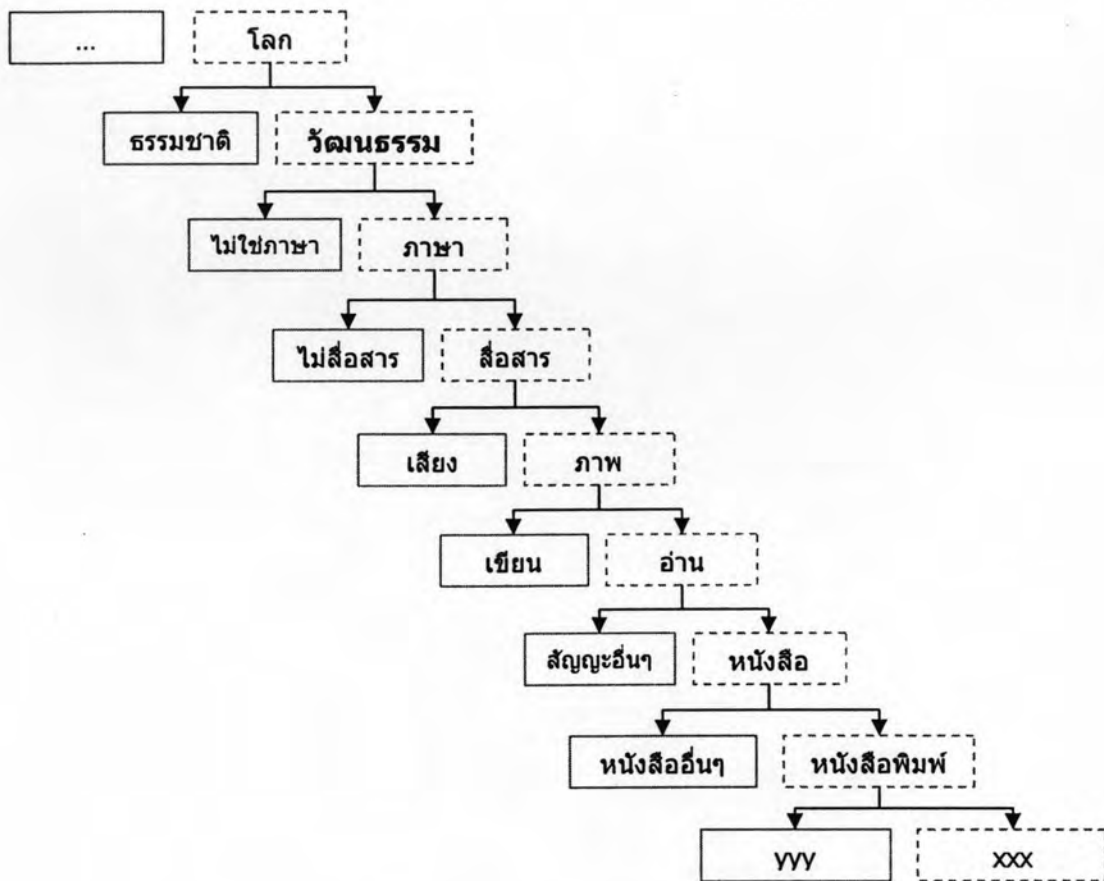 ...
โลก
ธรรมชาติ
วัฒนธรรม
ไม่ใช่ภาษา
ภาษา
ไม่สื่อสาร
สื่อสาร
เสียง
ภาพ
เขียน
อ่าน
สัญญะอื่นๆ
หนังสือ
หนังสืออื่นๆ
หนังสือพิมพ์
yyy
xxx